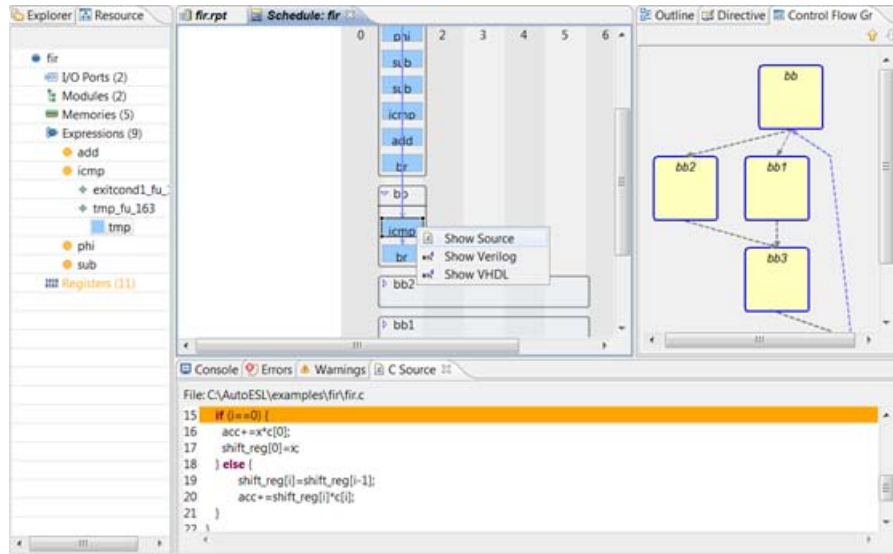 Explorer Resource
fir
I/O Ports (2)
Modules (2)
Memories (5)
Expressions (9)
add
icmp
exitcond1_fu_
tmp_fu_163
tmp
phi
sub
Registers (11)
fir.rpt Schedule: fir
0 2 3 4 5 6
phi
sub
sub
icmp
add
br
bb
icmp
br
bb2
bb1
Show Source
Show Verilog
Show VHDL
Outline Directive Control Flow Gr
bb
bb2 bb1
bb3
Console Errors Warnings C Source
File: C:\AutoESL\examples\fir\fir.c
15 if (i==0) {
16 acc+=x*c[0];
17 shift_reg[0]=x;
18 } else {
19 shift_reg[i]=shift_reg[i-1];
20 acc+=shift_reg[i]*c[i];
21 }
22 }